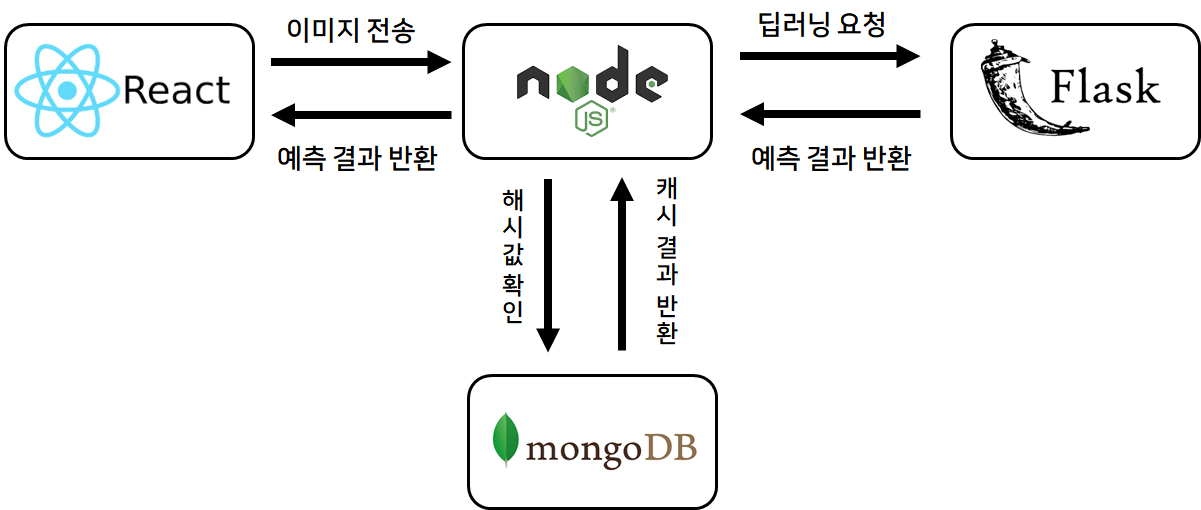 이미지 전송
딥러닝 요청
React
node
JS
®
Flask
예측 결과 반환
예측 결과 반환
해시값 확인
캐시 결과 반환
mongoDB